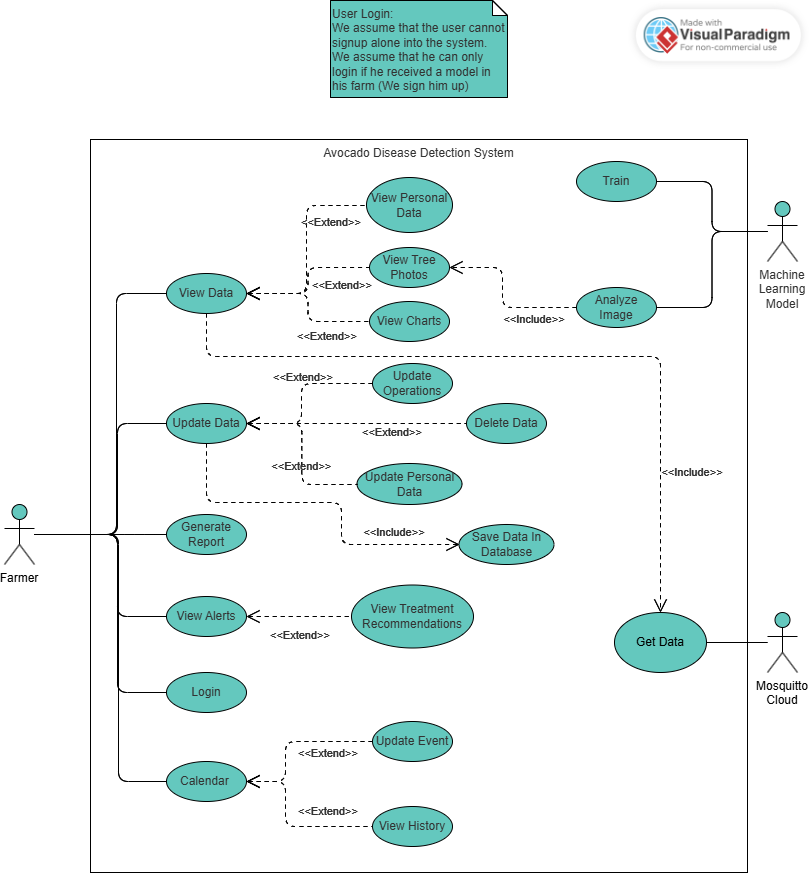 User Login:
We assume that the user cannot
signup alone into the system.
We assume that he can only
login if he received a model in
his farm (We sign him up)
Made with
VisualParadigm
For non-commercial use
Avocado Disease Detection System
Train
View Personal
Data
<<Extend>>
View Tree
Photos
<<Extend>>
View Data
Analyze
Image
Machine
Learning
Model
View Charts
<<Include>>
<<Extend>>
<<Extend>>
Update
Operations
Update Data
Delete Data
<<Extend>>
<<Extend>>
<<Include>>
Update Personal
Data
Generate
Report
<<Include>>
Save Data In
Database
Farmer
View Alerts
View Treatment
Recommendations
<<Extend>>
Get Data
Login
Mosquitto
Cloud
Update Event
<<Extend>>
Calendar
<<Extend>>
View History